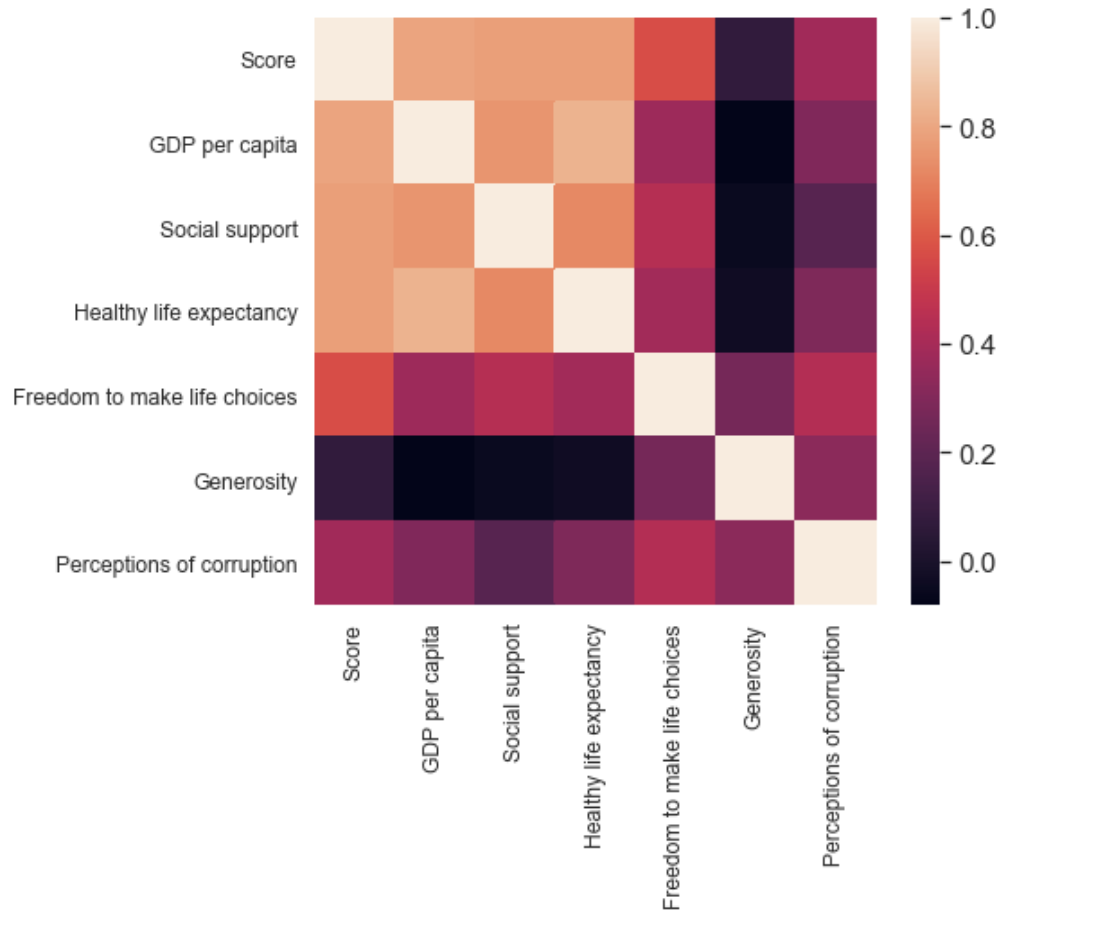 Score
GDP per capita
Social support
Healthy life expectancy
Freedom to make life choices
Generosity
Perceptions of corruption
1.0
0.8
0.6
0.4
0.2
0.0
Score
GDP per capita
Social support
Healthy life expectancy
Freedom to make life choices
Generosity
Perceptions of corruption